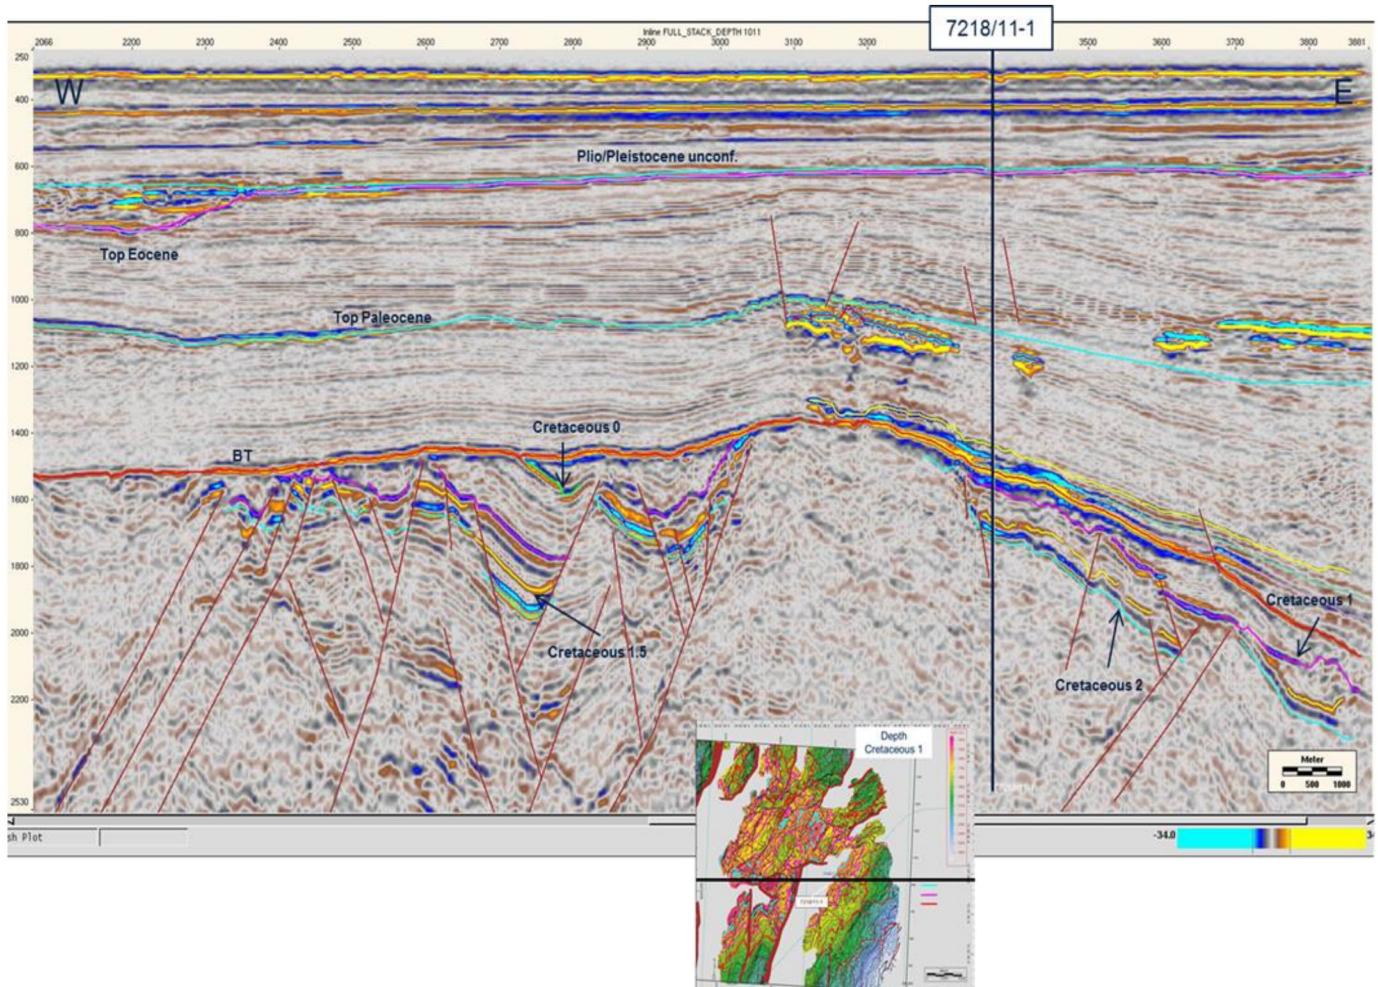 Inline FULL_STACK_DEPTH 1011
7218/11-1
2066 2200 2300 2400 2500 2600 2700 2800 2900 3000 3100 3200 3500 3600 3700 3800 3881
250
W
E
400
Plio/Pleistocene unconf.
600
800
Top Eocene
1000
Top Paleocene
1200
1400
Cretaceous 0
BT
1600
1800
Cretaceous 1
2000
Cretaceous 1.5
Cretaceous 2
2200
Depth
Cretaceous 1
Meter
0 500 1000
2530
sh Plot
-34.0